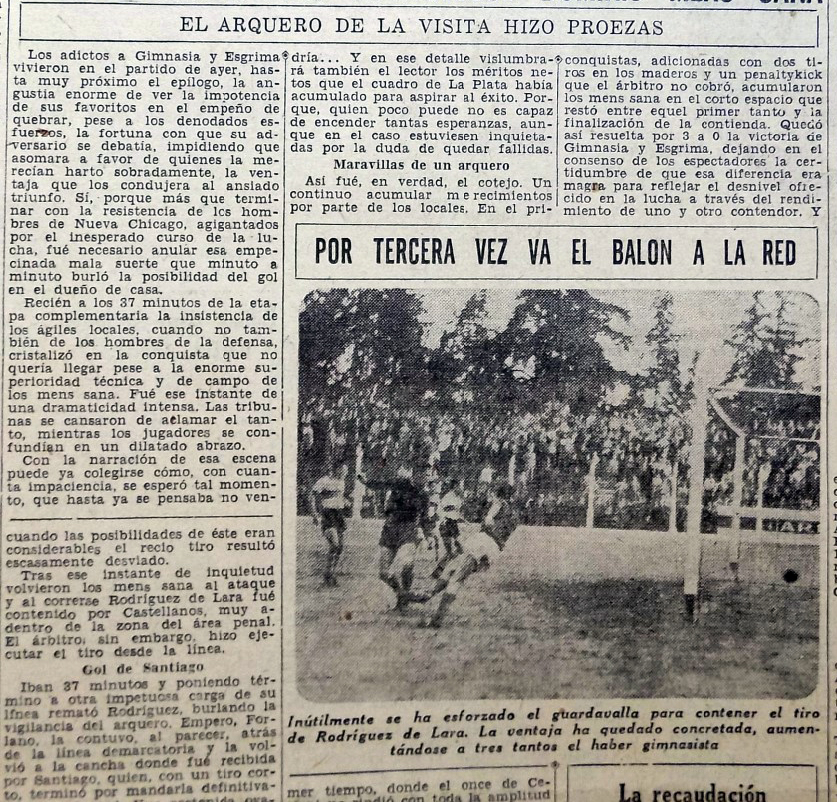 EL ARQUERO DE LA VISITA HIZO PROEZAS
Los adictos a Gimnasia y Esgrima
vivieron en el partido de ayer, has-
ta muy próximo el epílogo, la an-
gustia enorme de ver la impotencia
de sus favoritos en el empeño de
quebrar, pese a los denodados es-
fuerzos, la fortuna con que su ad-
versario se debatía, impidiendo que
asomara a favor de quienes la me-
recían harto sobradamente, la ven-
taja que los condujera al ansiado
triunfo. Sí, porque más que termi-
nar con la resistencia de los hom-
bres de Nueva Chicago, agigantados
por el inesperado curso de la lu-
cha, fué necesario anular esa empe-
cinada mala suerte que minuto a
minuto burló la posibilidad del gol
en el dueño de casa.
Recién a los 37 minutos de la eta-
pa complementaria la insistencia de
los ágiles locales, cuando no tam-
bién de los hombres de la defensa,
cristalizó en la conquista que no
quería llegar pese a la enorme su-
perioridad técnica y de campo de
los mens sana. Fué ese instante de
una dramaticidad intensa. Las tribu-
nas se cansaron de aclamar el tan-
to, mientras los jugadores se con-
fundían en un dilatado abrazo.
Con la narración de esa escena
puede ya colegirse cómo, con cuan-
ta impaciencia, se esperó tal momen-
to, que hasta ya se pensaba no ven-
dría... Y en ese detalle vislumbra-
rá también el lector los méritos ne-
tos que el cuadro de La Plata había
acumulado para aspirar al éxito. Por-
que, quien poco puede no es capaz
de encender tantas esperanzas, aun-
que en el caso estuviesen inquieta-
das por la duda de quedar fallidas.
Maravillas de un arquero
Así fué, en verdad, el cotejo. Un
continuo acumular merecimientos
por parte de los locales. En el pri-
conquistas, adicionadas con dos ti-
ros en los maderos y un penaltykick
que el árbitro no cobró, acumularon
los mens sana en el corto espacio que
restó entre equel primer tanto y la
finalización de la contienda. Quedó
así resuelta por 3 a 0 la victoria de
Gimnasia y Esgrima, dejando en el
consenso de los espectadores la cer-
tidumbre de que esa diferencia era
magra para reflejar el desnivel ofre-
cido en la lucha a través del rendi-
miento de uno y otro contendor. Y
POR TERCERA VEZ VA EL BALON A LA RED
Inútilmente se ha esforzado el guardavalla para contener el tiro
de Rodríguez de Lara. La ventaja ha quedado concretada, aumen-
tándose a tres tantos el haber gimnasista
cuando las posibilidades de éste eran
considerables el recio tiro resultó
escasamente desviado.
Tras ese instante de inquietud
volvieron los mens sana al ataque
y al correrse Rodríguez de Lara fué
contenido por Castellanos, muy a-
dentro de la zona del área penal.
El árbitro, sin embargo, hizo eje-
cutar el tiro desde la línea.
Gol de Santiago
Iban 37 minutos y poniendo tér-
mino a otra impetuosa carga de su
línea remató Rodríguez, burlando la
vigilancia del arquero. Empero, For-
lano, la contuvo, al parecer, atrás
de la línea demarcatoria y la vol-
vió a la cancha donde fué recibida
por Santiago, quien, con un tiro cor-
to, terminó por mandarla definitiva-
mer tiempo, donde el once de Ce-
La recaudación